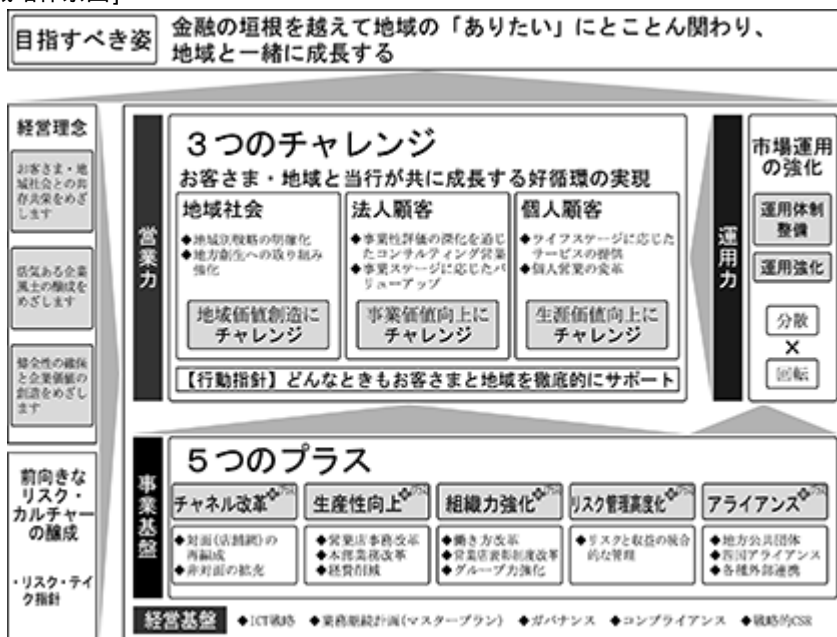 目指すべき姿
金融の垣根を越えて地域の「ありたい」にとことん関わり、
地域と一緒に成長する
経営理念
お客さま・地
域社会との共
存共栄をめざ
します
活気ある企業
風土の醸成を
めざします
健全性の確保
と企業価値の
創造をめざし
ます
前向きな
リスク・
カルチャー
の醸成
・リスク・テイ
ク指針
営業力
3つのチャレンジ
お客さま・地域と当行が共に成長する好循環の実現
地域社会
◆地域別戦略の明確化
◆地方創生への取り組み
強化
地域価値創造に
チャレンジ
法人顧客
◆事業性評価の深化を通じ
たコンサルティング営業
◆事業ステージに応じたバ
リューアップ
事業価値向上に
チャレンジ
個人顧客
◆ライフステージに応じた
サービスの提供
◆個人営業の変革
生涯価値向上に
チャレンジ
【行動指針】どんなときもお客さまと地域を徹底的にサポート
運用力
市場運用
の強化
運用体制
整備
運用強化
分散
×
回転
事業基盤
5つのプラス
チャネル改革
◆対面(店舗網)の
再編成
◆非対面の拡充
生産性向上
◆営業店事務改革
◆本部業務改革
◆経費削減
組織力強化
◆働き方改革
◆営業店表彰制度改革
◆グループ力強化
リスク管理高度化
◆リスクと収益の統合
的な管理
アライアンス
◆地方公共団体
◆四国アライアンス
◆各種外部連携
経営基盤
◆ICT戦略 ◆業務継続計画(マスタープラン) ◆ガバナンス ◆コンプライアンス ◆戦略的CSR